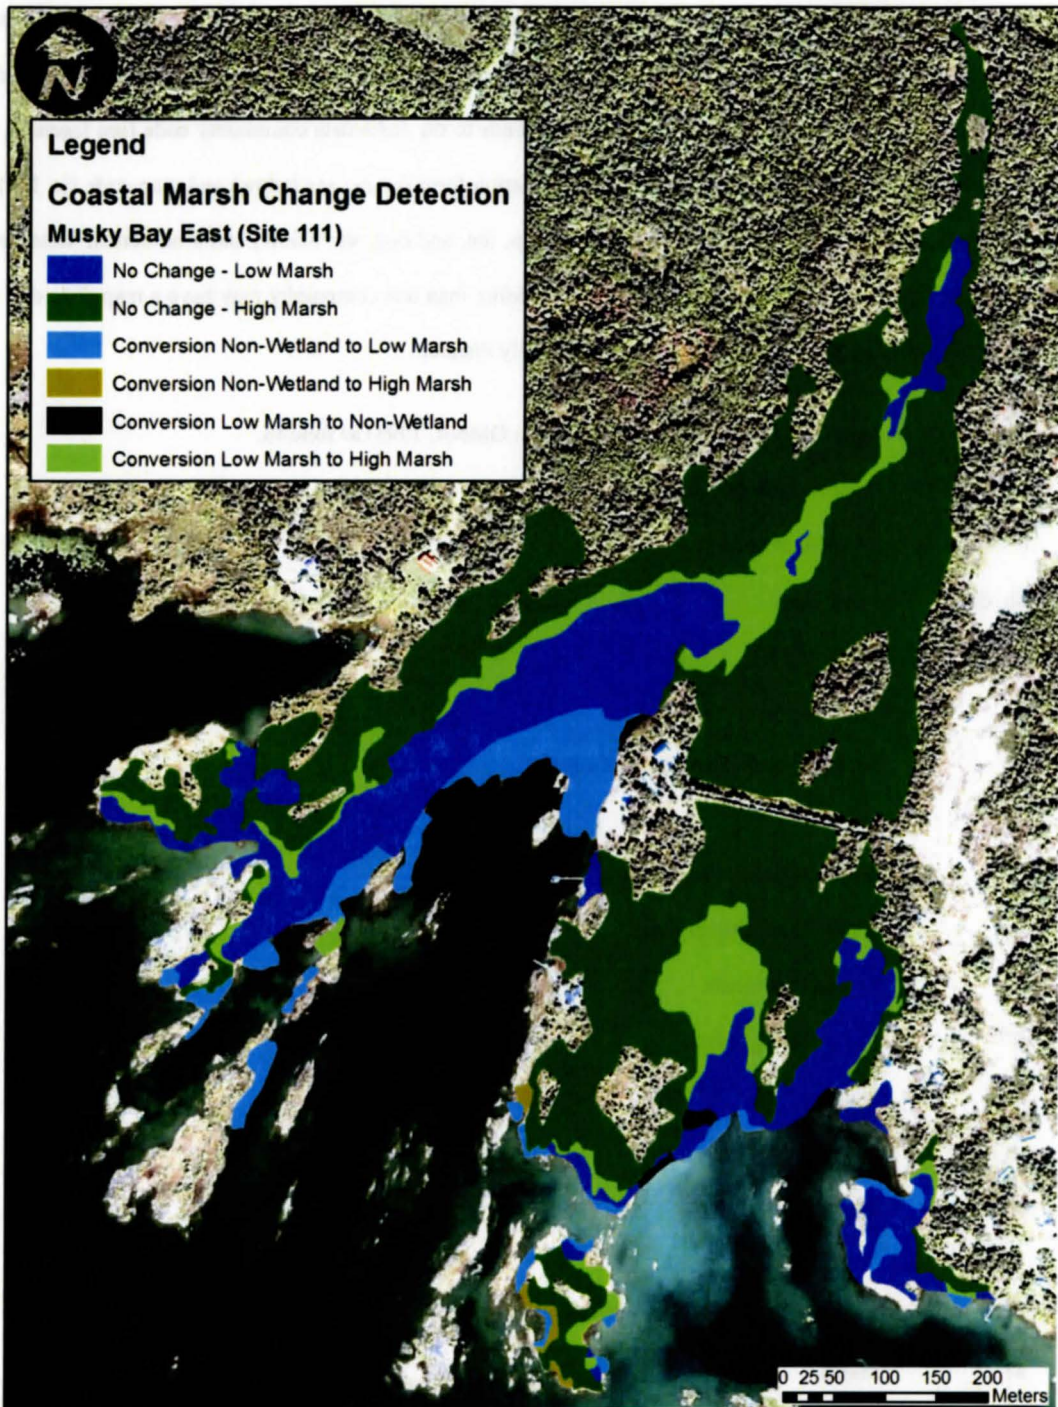 N
Legend
Coastal Marsh Change Detection
Musky Bay East (Site 111)
No Change - Low Marsh
No Change - High Marsh
Conversion Non-Wetland to Low Marsh
Conversion Non-Wetland to High Marsh
Conversion Low Marsh to Non-Wetland
Conversion Low Marsh to High Marsh
0 25 50 100 150 200
Meters